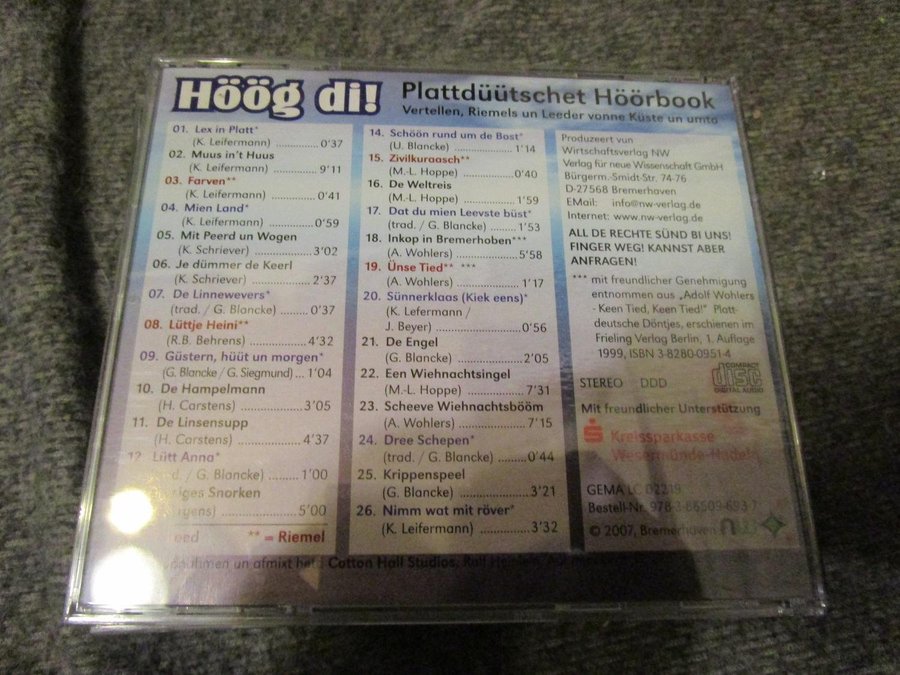 Höög di!
Plattdüütschet Höörbook
Vertellen, Riemels un Leeder vonne Küste un umto
01. Lex in Platt*
(K. Leifermann) ..........0'37
02. Muus in't Huus
(K. Leifermann) ..........9'11
03. Farven**
(K. Leifermann) ..........0'41
04. Mien Land*
(K. Leifermann) ..........0'59
05. Mit Peerd un Wogen
(K. Schriever) ..........3'02
06. Je dümmer de Keerl
(K. Schriever) ..........2'37
07. De Linnewevers*
(trad. / G. Blancke) ..........0'37
08. Lüttje Heini**
(R.B. Behrens) ..........4'32
09. Güstern, hüüt un morgen*
(G. Blancke / G. Siegmund) ...1'04
10. De Hampelmann
(H. Carstens) ..........3'05
11. De Linsensupp
(H. Carstens) ..........4'37
12. Lütt Anna*
(trad. / G. Blancke) ..........1'00
Snorken
..........5'00
** = Riemel
14. Schöön rund um de Bost*
(U. Blancke) ..........1'14
15. Zivilkuraasch**
(M.-L. Hoppe) ..........0'40
16. De Weltreis
(M.-L. Hoppe) ..........1'59
17. Dat du mien Leevste büst*
(trad. / G. Blancke) ..........1'53
18. Inkop in Bremerhoben***
(A. Wohlers) ..........5'58
19. Ünse Tied** ***
(A. Wohlers) ..........1'17
20. Sünnerklaas (Kiek eens)*
(K. Lefermann /
J. Beyer) ..........0'56
21. De Engel
(G. Blancke) ..........2'05
22. Een Wiehnachtsingel
(M.-L. Hoppe) ..........7'31
23. Scheeve Wiehnachtsbööm
(A. Wohlers) ..........7'15
24. Dree Schepen*
(trad. / G. Blancke) ..........0'44
25. Krippenspeel
(G. Blancke) ..........3'21
26. Nimm wat mit röver*
(K. Leifermann) ..........3'32
Produzeert vun
Wirtschaftsverlag NW
Verlag für neue Wissenschaft GmbH
Bürgerm.-Smidt-Str. 74-76
D-27568 Bremerhaven
EMail: info@nw-verlag.de
Internet: www.nw-verlag.de
ALL DE RECHTE SÜND BI UNS!
FINGER WEG! KANNST ABER
ANFRAGEN!
*** mit freundlicher Genehmigung
entnommen aus „Adolf Wohlers
- Keen Tied, Keen Tied!" Platt-
deutsche Döntjes, erschienen im
Frieling Verlag Berlin, 1. Auflage
1999, ISBN 3-8280-0951-4
STEREO DDD
COMPACT
disc
DIGITAL AUDIO
Mit freundlicher Unterstützung
Kreissparkasse
Wesermünde-Hadeln
GEMA LC 02219
Bestell-Nr. 978-3-86509-693-7
© 2007, Bremerhaven
un afmixt Cotton Hall Studios,